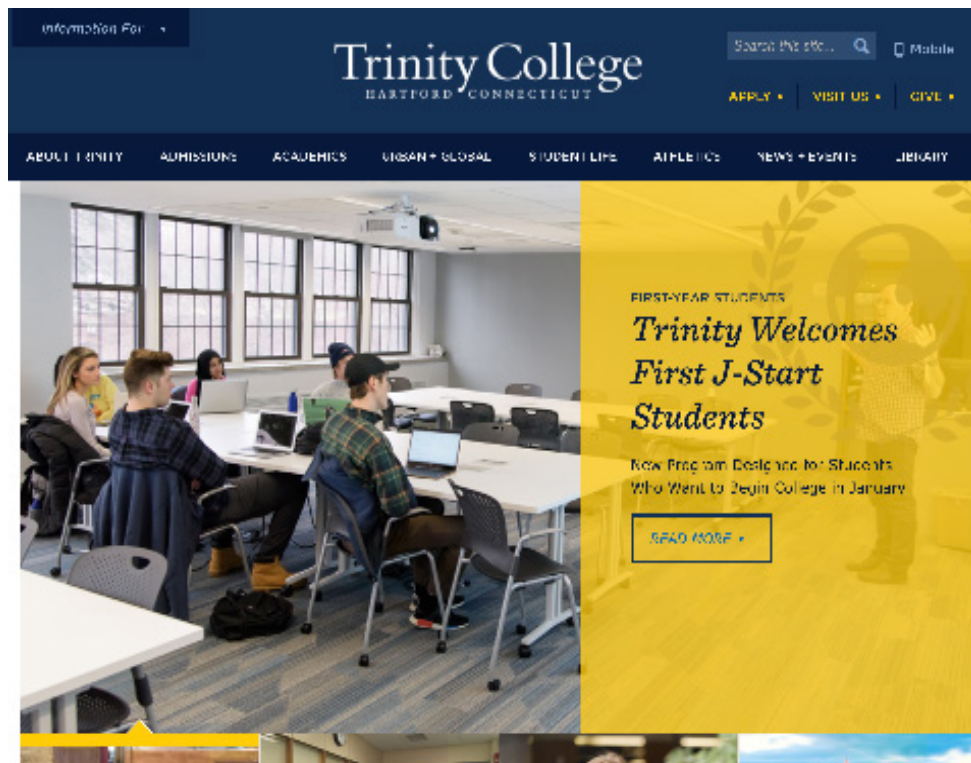 Information For
Trinity College
HARTFORD CONNECTICUT
Search this site...
Mobile
APPLY
VISIT US
GIVE
ABOUT TRINITY
ADMISSIONS
ACADEMICS
URBAN + GLOBAL
STUDENT LIFE
ATHLETICS
NEWS + EVENTS
LIBRARY
FIRST-YEAR STUDENTS
Trinity Welcomes
First J-Start
Students
New Program Designed for Students
Who Want to Begin College in January
READ MORE